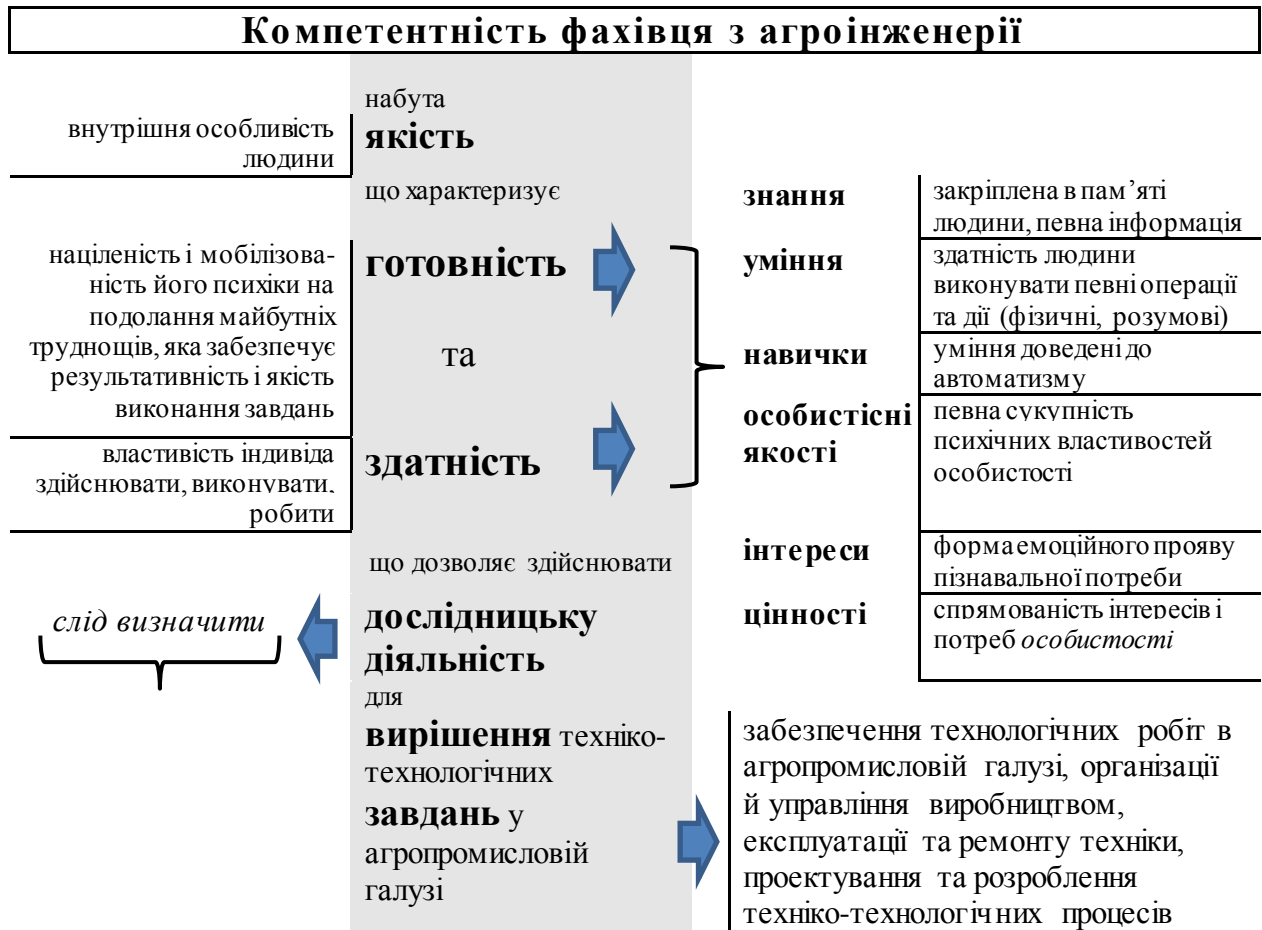 Компетентність фахівця з агроінженерії
внутрішня особливість
людини
націленість і мобілізова-
ність його психіки на
подолання майбутніх
труднощів, яка забезпечує
результативність і якість
виконання завдань
властивість індивіда
здійснювати, виконувати,
робити
слід визначити
набута
якість
що характеризує
готовність
та
здатність
що дозволяє здійснювати
дослідницьку
діяльність
для
вирішення техніко-
технологічних
завдань у
агропромисловій
галузі
знання
закріплена в пам’яті
людини, певна інформація
уміння
здатність людини
виконувати певні операції
та дії (фізичні, розумові)
навички
уміння доведені до
автоматизму
особистісні
якості
певна сукупність
психічних властивостей
особистості
інтереси
форма емоційного прояву
пізнавальної потреби
цінності
спрямованість інтересів і
потреб особистості
забезпечення технологічних робіт в
агропромисловій галузі, організації
й управління виробництвом,
експлуатації та ремонту техніки,
проектування та розроблення
техніко-технологічних процесів